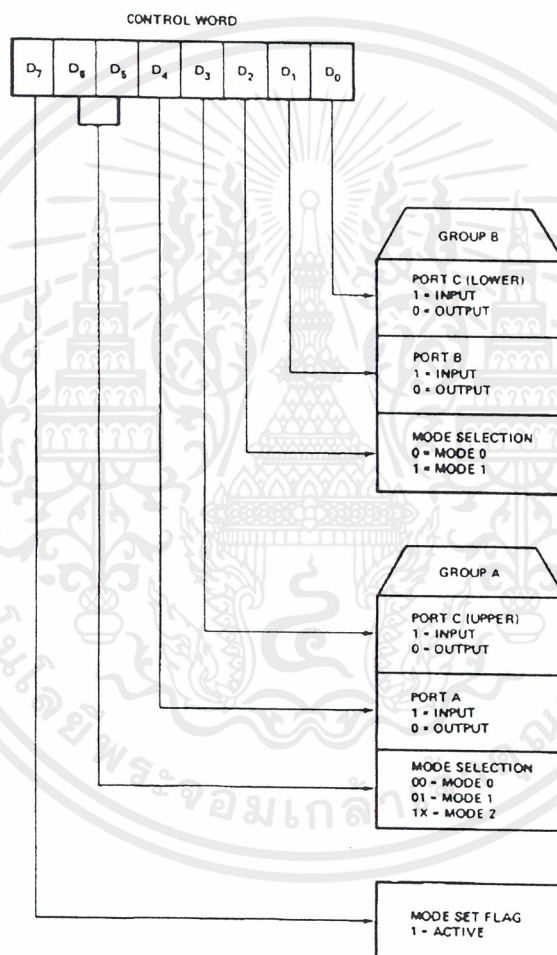 CONTROL WORD
D7 D6 D5 D4 D3 D2 D1 D0
GROUP B
PORT C (LOWER)
1 = INPUT
0 = OUTPUT
PORT B
1 = INPUT
0 = OUTPUT
MODE SELECTION
0 = MODE 0
1 = MODE 1
GROUP A
PORT C (UPPER)
1 = INPUT
0 = OUTPUT
PORT A
1 = INPUT
0 = OUTPUT
MODE SELECTION
00 = MODE 0
01 = MODE 1
1X = MODE 2
MODE SET FLAG
1 = ACTIVE